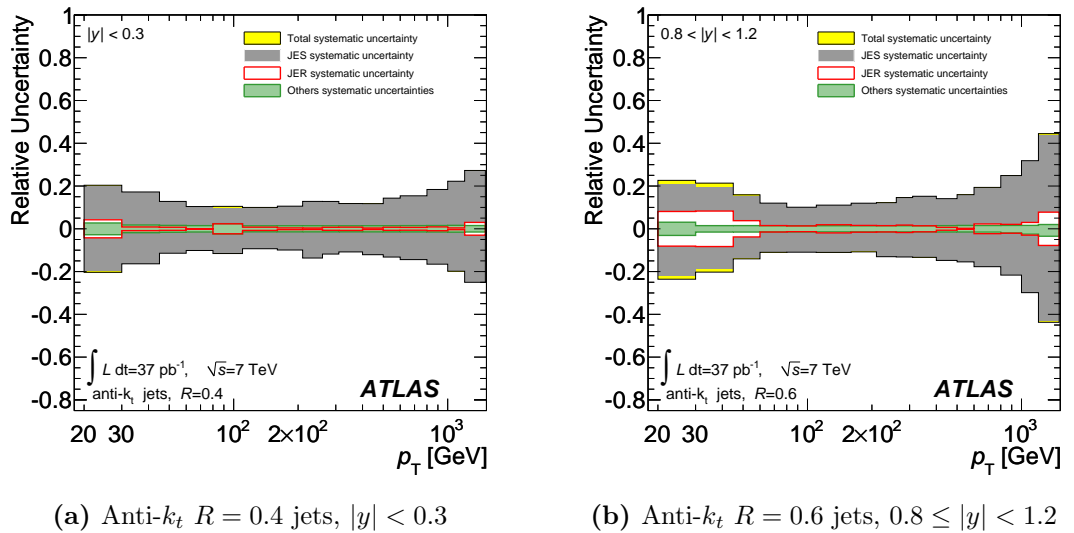 Relative Uncertainty
1
0.8
0.6
0.4
0.2
0
-0.2
-0.4
-0.6
-0.8
|y| < 0.3
Total systematic uncertainty
JES systematic uncertainty
JER systematic uncertainty
Others systematic uncertainties
∫ L dt=37 pb⁻¹, √s=7 TeV
anti-kₜ jets, R=0.4
ATLAS
20 30 10² 2×10² 10³
p_T [GeV]
(a) Anti-kₜ R = 0.4 jets, |y| < 0.3
Relative Uncertainty
1
0.8
0.6
0.4
0.2
0
-0.2
-0.4
-0.6
-0.8
0.8 < |y| < 1.2
Total systematic uncertainty
JES systematic uncertainty
JER systematic uncertainty
Others systematic uncertainties
∫ L dt=37 pb⁻¹, √s=7 TeV
anti-kₜ jets, R=0.6
ATLAS
20 30 10² 2×10² 10³
p_T [GeV]
(b) Anti-kₜ R = 0.6 jets, 0.8 ≤ |y| < 1.2